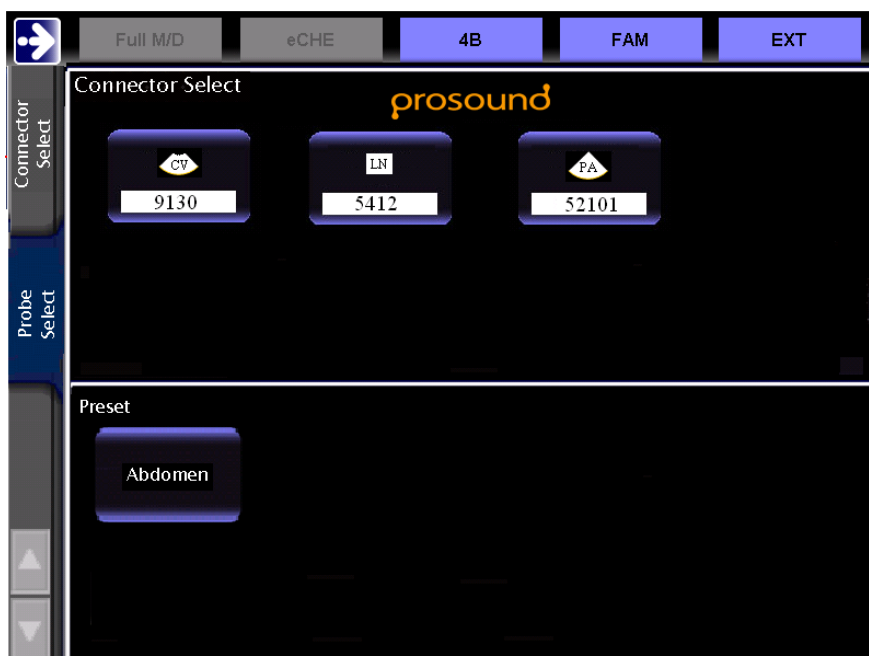 Full M/D eCHE 4B FAM EXT
Connector Select
Connector
Select
prosound
CV LN PA
9130 5412 52101
Probe
Select
Preset
Abdomen